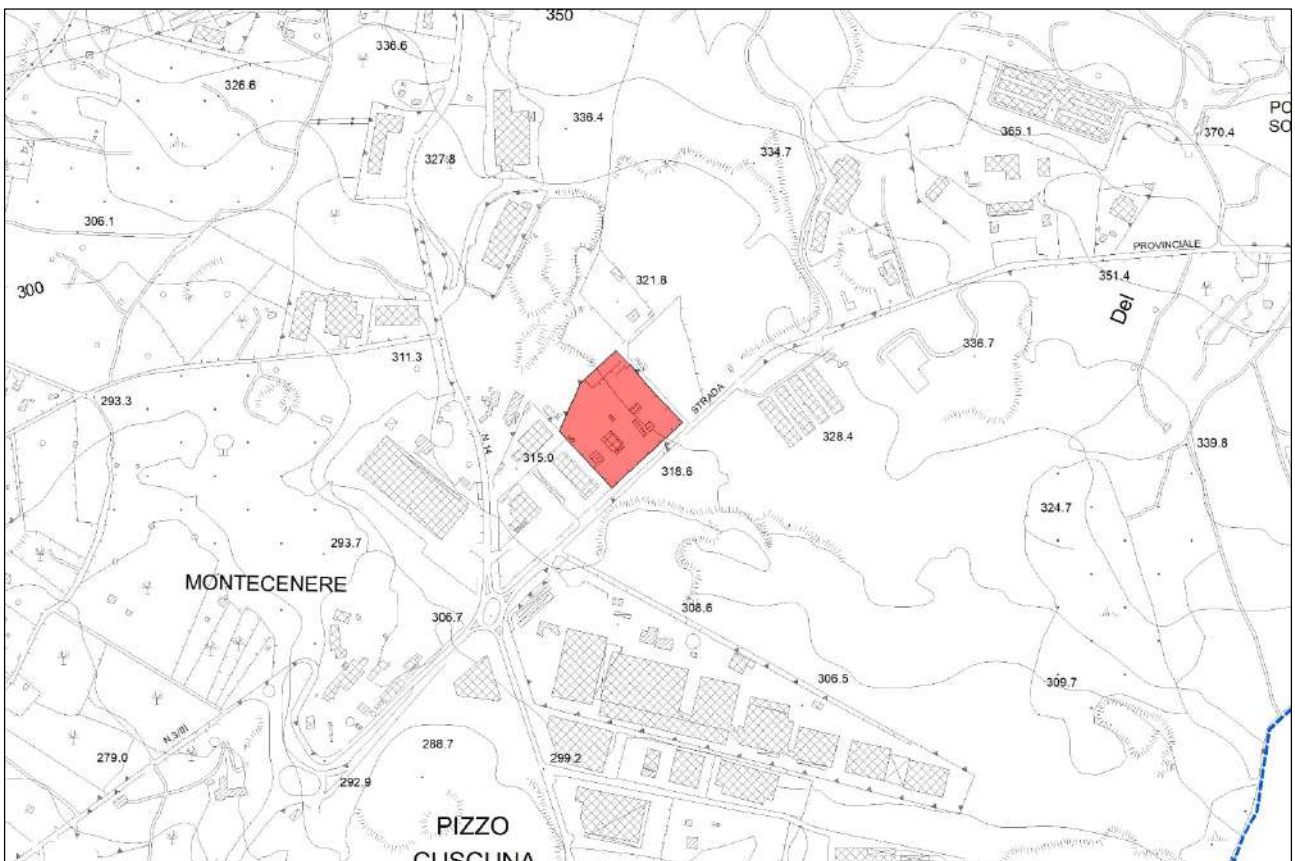 350
336.6
326.6
336.4
365.1
PO
370.4
SO
327.8
334.7
306.1
PROVINCIALE
321.8
351.4
300
Del
336.7
311.3
293.3
STRADA
328.4
N.14
315.0
318.6
339.8
324.7
293.7
MONTECENERE
308.6
306.7
306.5
309.7
N.3/III
288.7
279.0
299.2
292.9
PIZZO
CUSCUNA